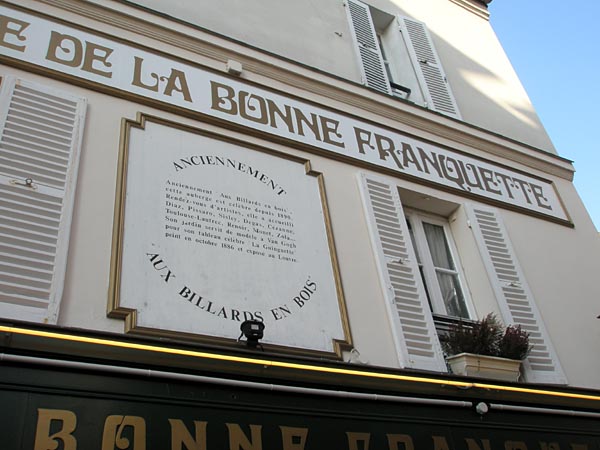 E DE LA BONNE FRANQUETTE
ANCIENNEMENT
Anciennement "Aux Billards en bois",
cette auberge est célèbre depuis 1890.
Rendez-vous d'artistes, elle a accueilli
Diaz, Pissaro, Sisley, Degas, Cézanne,
Toulouse-Lautrec, Renoir, Monet, Zola...
Son jardin servit de modèle à Van Gogh
pour son tableau célèbre "La Guinguette"
peint en octobre 1886 et exposé au Louvre.
"AUX BILLARDS EN BOIS"
BONNE FRANQUE